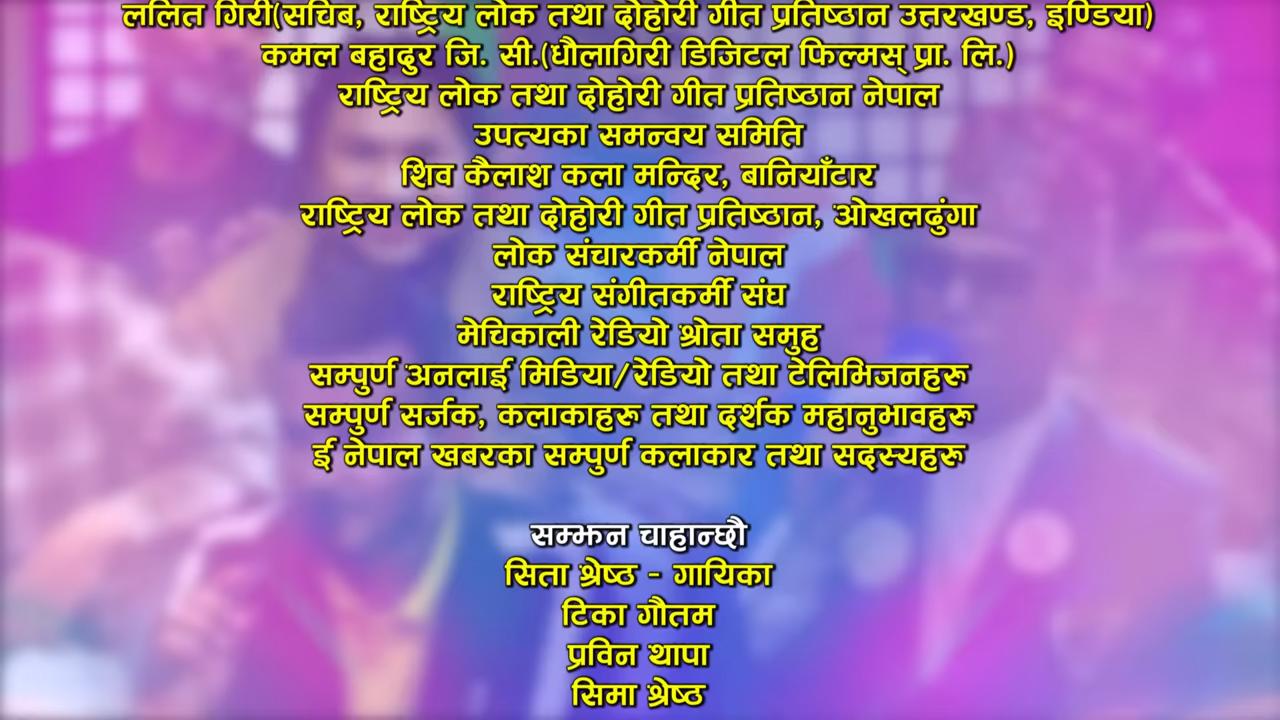 ललित गिरी(सचिब, राष्ट्रिय लोक तथा दोहोरी गीत प्रतिष्ठान उत्तरखण्ड, इण्डिया)
कमल बहादुर जि. सी.(धौलागिरी डिजिटल फिल्मस् प्रा. लि.)
राष्ट्रिय लोक तथा दोहोरी गीत प्रतिष्ठान नेपाल
उपत्यका समन्वय समिति
शिव कैलाश कला मन्दिर, बानियाँटार
राष्ट्रिय लोक तथा दोहोरी गीत प्रतिष्ठान, ओखलढुंगा
लोक संचारकर्मी नेपाल
राष्ट्रिय संगीतकर्मी संघ
मेचिकाली रेडियो श्रोता समुह
सम्पुर्ण अनलाई मिडिया/रेडियो तथा टेलिभिजनहरू
सम्पुर्ण सर्जक, कलाकाहरू तथा दर्शक महानुभावहरू
ई नेपाल खबरका सम्पुर्ण कलाकार तथा सदस्यहरू
सम्झन चाहान्छौ
सिता श्रेष्ठ - गायिका
टिका गौतम
प्रविन थापा
सिमा श्रेष्ठ